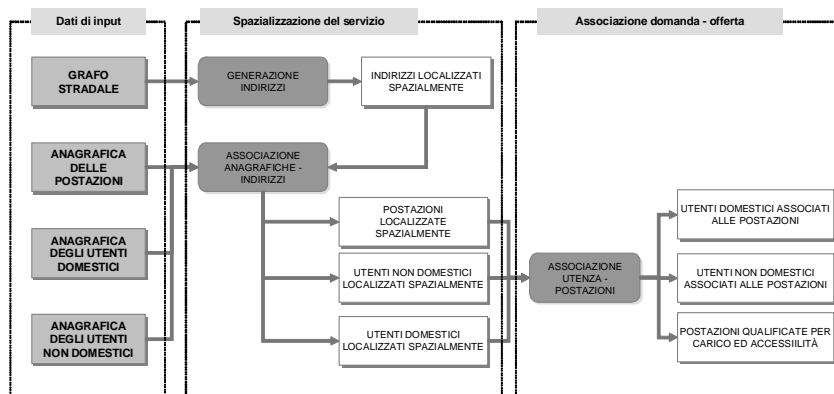 Dati di input
Spazializzazione del servizio
Associazione domanda - offerta
GRAFO
STRADALE
GENERAZIONE
INDIRIZZI
INDIRIZZI LOCALIZZATI
SPAZIALMENTE
ANAGRAFICA
DELLE
POSTAZIONI
ASSOCIAZIONE
ANAGRAFICHE -
INDIRIZZI
POSTAZIONI
LOCALIZZATE
SPAZIALMENTE
UTENTI DOMESTICI ASSOCIATI
ALLE POSTAZIONI
ANAGRAFICA
DEGLI UTENTI
DOMESTICI
UTENTI NON DOMESTICI
LOCALIZZATI SPAZIALMENTE
ASSOCIAZIONE
UTENZA -
POSTAZIONI
UTENTI NON DOMESTICI
ASSOCIATI ALLE POSTAZIONI
ANAGRAFICA
DEGLI UTENTI
NON DOMESTICI
UTENTI DOMESTICI
LOCALIZZATI SPAZIALMENTE
POSTAZIONI QUALIFICATE PER
CARICO ED ACCESSIILITÀ